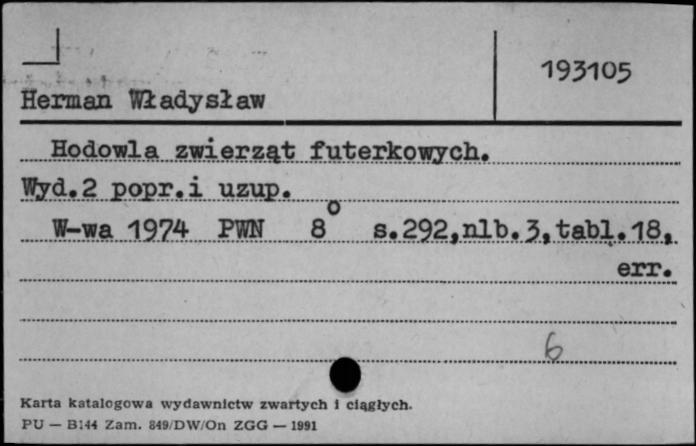 193105
Herman Władysław
Hodowla zwierząt futerkowych.
Wyd.2 popr.i uzup.
W-wa 1974 PWN 8° s.292,nlb.3,tabl.18,
err.
6
Karta katalogowa wydawnictw zwartych i ciągłych.
PU — B144 Zam. 849/DW/On ZGG — 1991